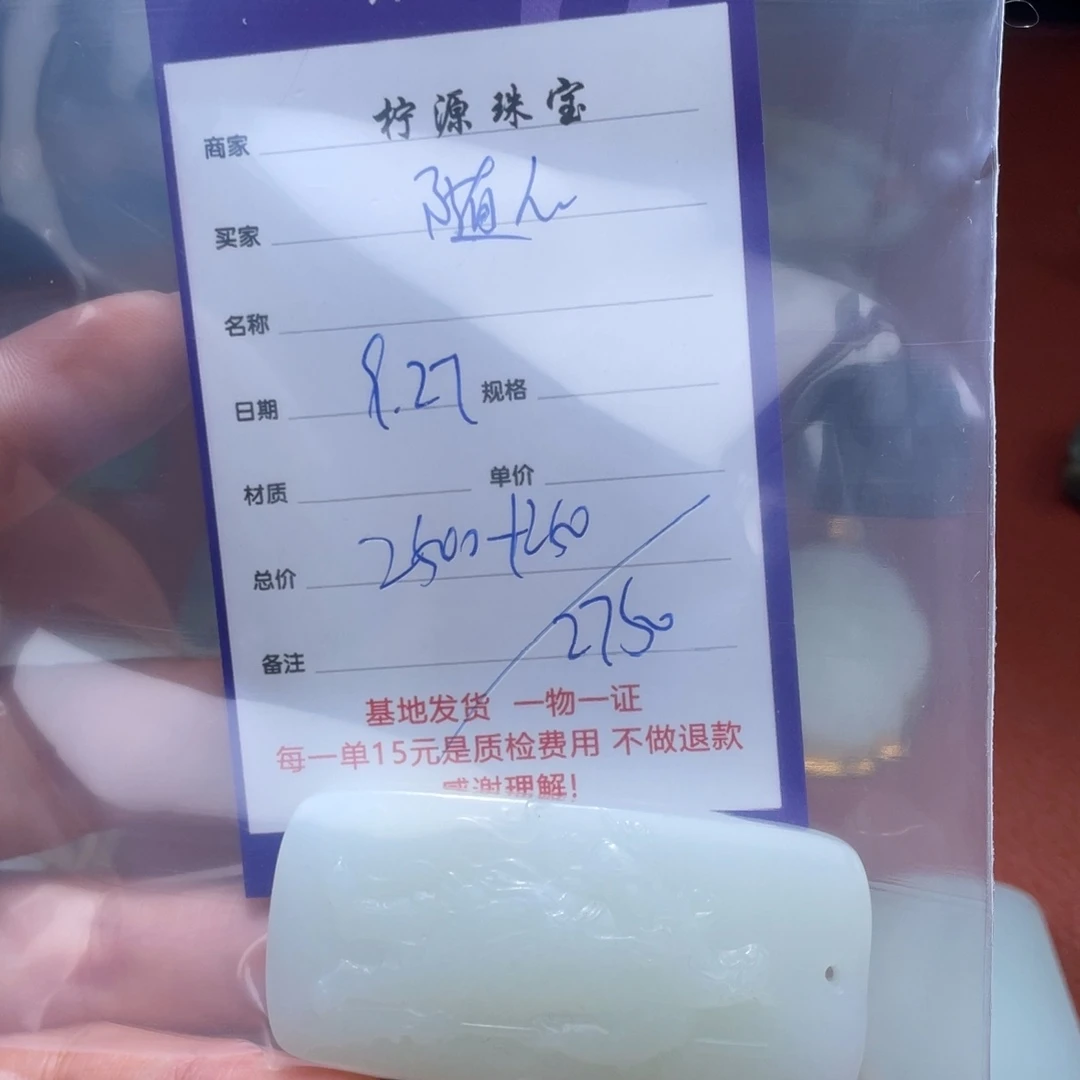 商家 柠源珠宝
买家 随人
名称
日期 9.27 规格
材质 单价
总价 2500+250
备注 2750
基地发货 一物一证
每一单15元是质检费用 不做退款
感谢理解!